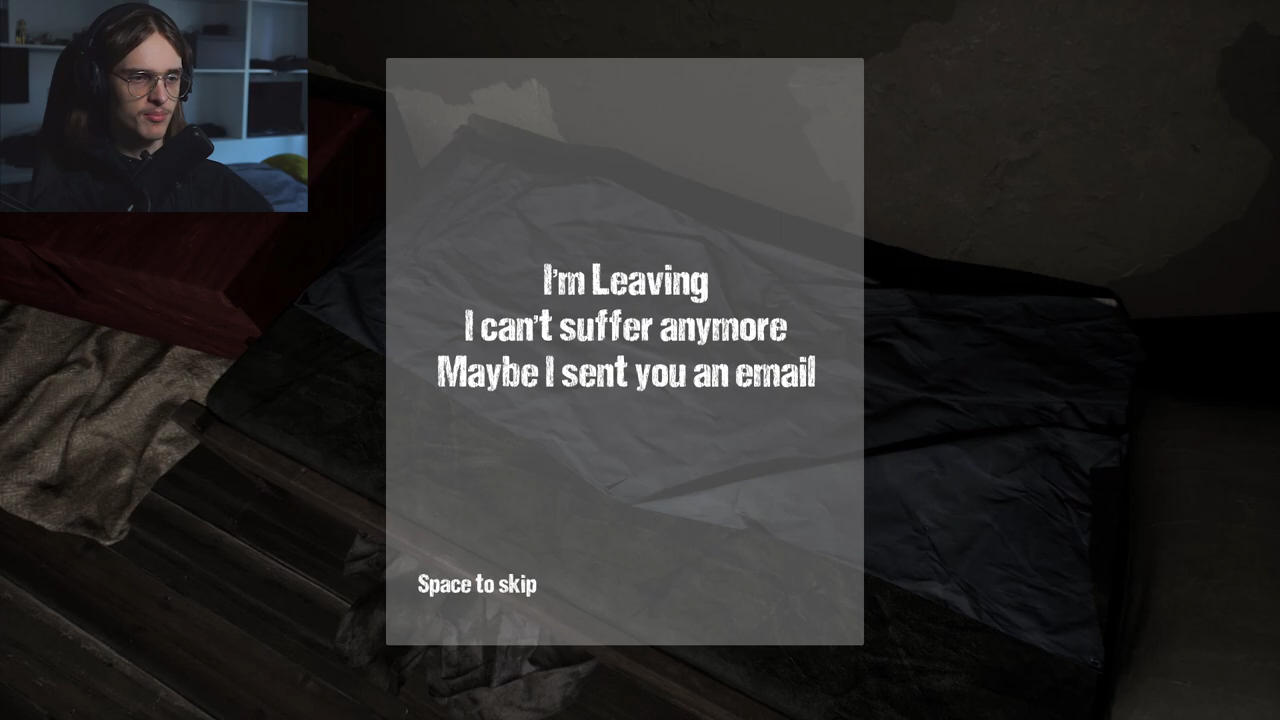 I'm Leaving
I can't suffer anymore
Maybe I sent you an email
Space to skip